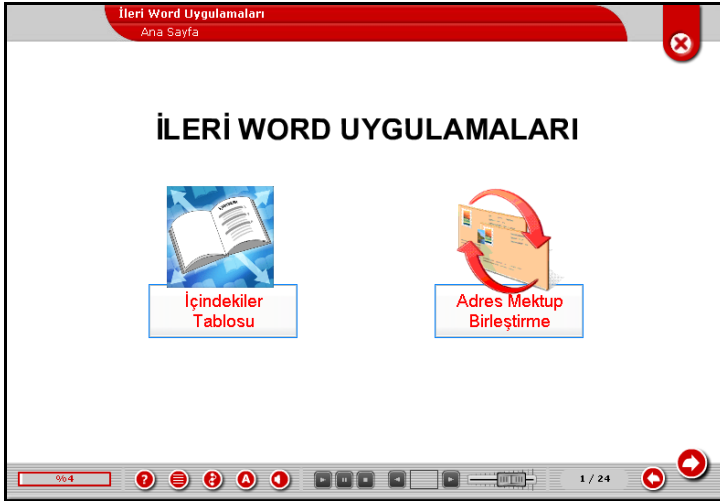 İleri Word Uygulamaları
Ana Sayfa
İLERİ WORD UYGULAMALARI
İçindekiler
Tablosu
Adres Mektup
Birleştirme
%4
?
A
1 / 24